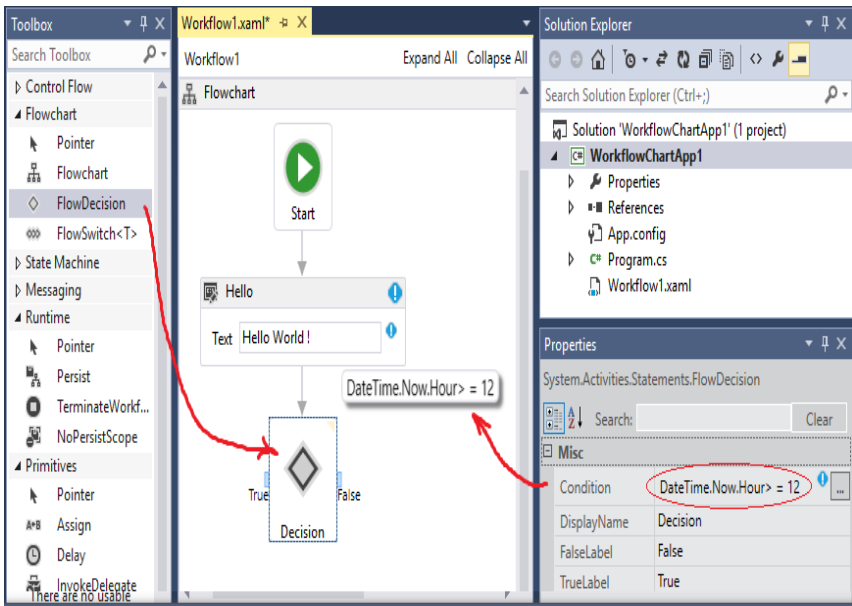 Toolbox
Search Toolbox
Control Flow
Flowchart
Pointer
Flowchart
FlowDecision
FlowSwitch<T>
State Machine
Messaging
Runtime
Pointer
Persist
TerminateWorkf...
NoPersistScope
Primitives
Pointer
A+B Assign
Delay
InvokeDelegate
There are no usable
Workflow1.xaml*
Workflow1 Expand All Collapse All
Flowchart
Start
Hello
Text Hello World !
DateTime.Now.Hour> = 12
True False
Decision
Solution Explorer
Search Solution Explorer (Ctrl+;)
Solution 'WorkflowChartApp1' (1 project)
C# WorkflowChartApp1
Properties
References
App.config
C# Program.cs
Workflow1.xaml
Properties
System.Activities.Statements.FlowDecision
Search: Clear
Misc
Condition DateTime.Now.Hour> = 12 ...
DisplayName Decision
FalseLabel False
TrueLabel True